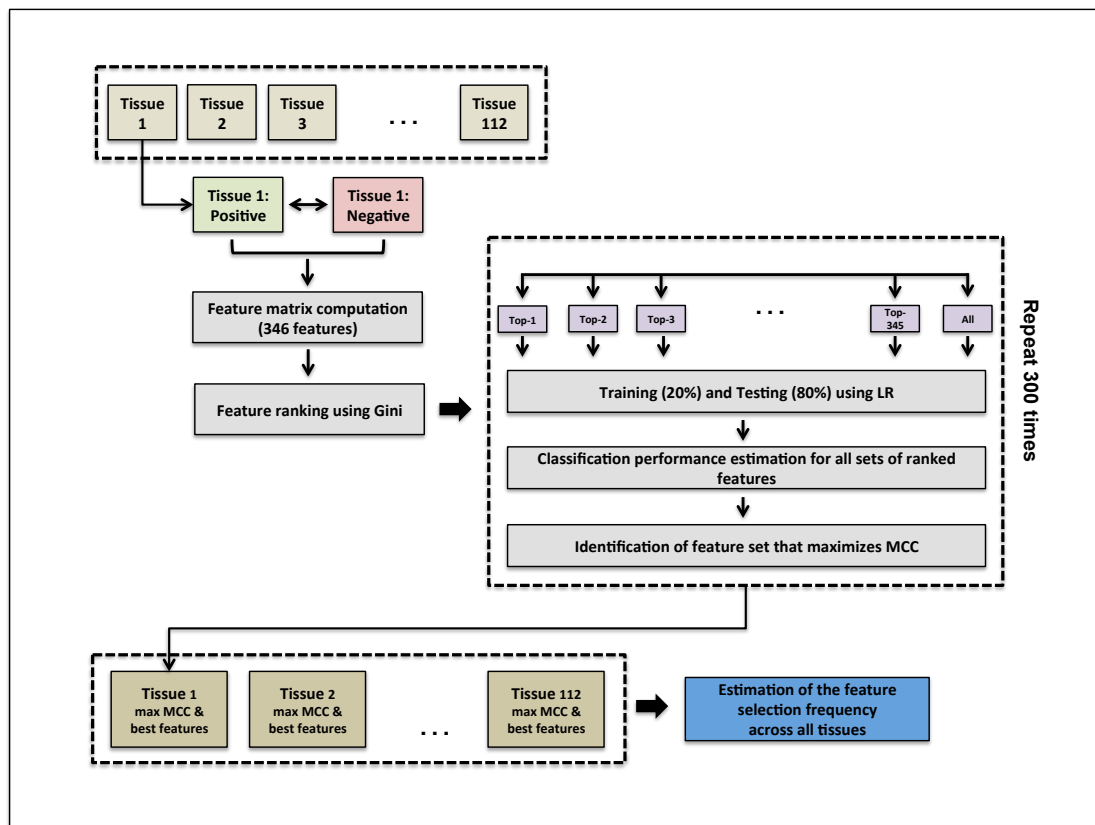 Tissue
1
Tissue
2
Tissue
3
. . .
Tissue
112
Tissue 1:
Positive
Tissue 1:
Negative
Feature matrix computation
(346 features)
Feature ranking using Gini
Top-1
Top-2
Top-3
. . .
Top-
345
All
Training (20%) and Testing (80%) using LR
Classification performance estimation for all sets of ranked
features
Identification of feature set that maximizes MCC
Repeat 300 times
Tissue 1
max MCC &
best features
Tissue 2
max MCC &
best features
. . .
Tissue 112
max MCC &
best features
Estimation of the feature
selection frequency
across all tissues